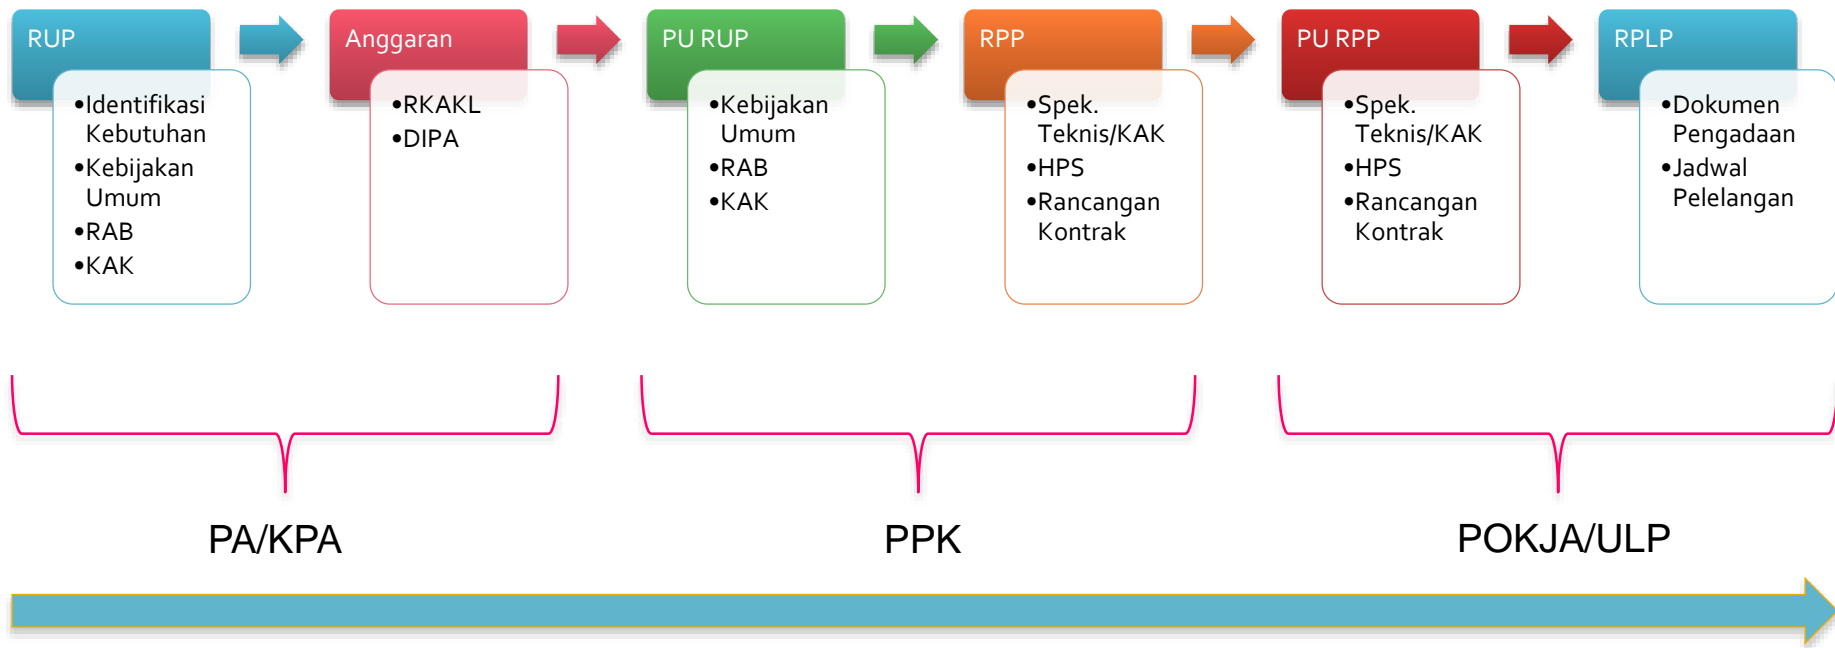 RUP
•Identifikasi
Kebutuhan
•Kebijakan
Umum
•RAB
•KAK
Anggaran
•RKAKL
•DIPA
PU RUP
•Kebijakan
Umum
•RAB
•KAK
RPP
•Spek.
Teknis/KAK
•HPS
•Rancangan
Kontrak
PU RPP
•Spek.
Teknis/KAK
•HPS
•Rancangan
Kontrak
RPLP
•Dokumen
Pengadaan
•Jadwal
Pelelangan
PA/KPA
PPK
POKJA/ULP